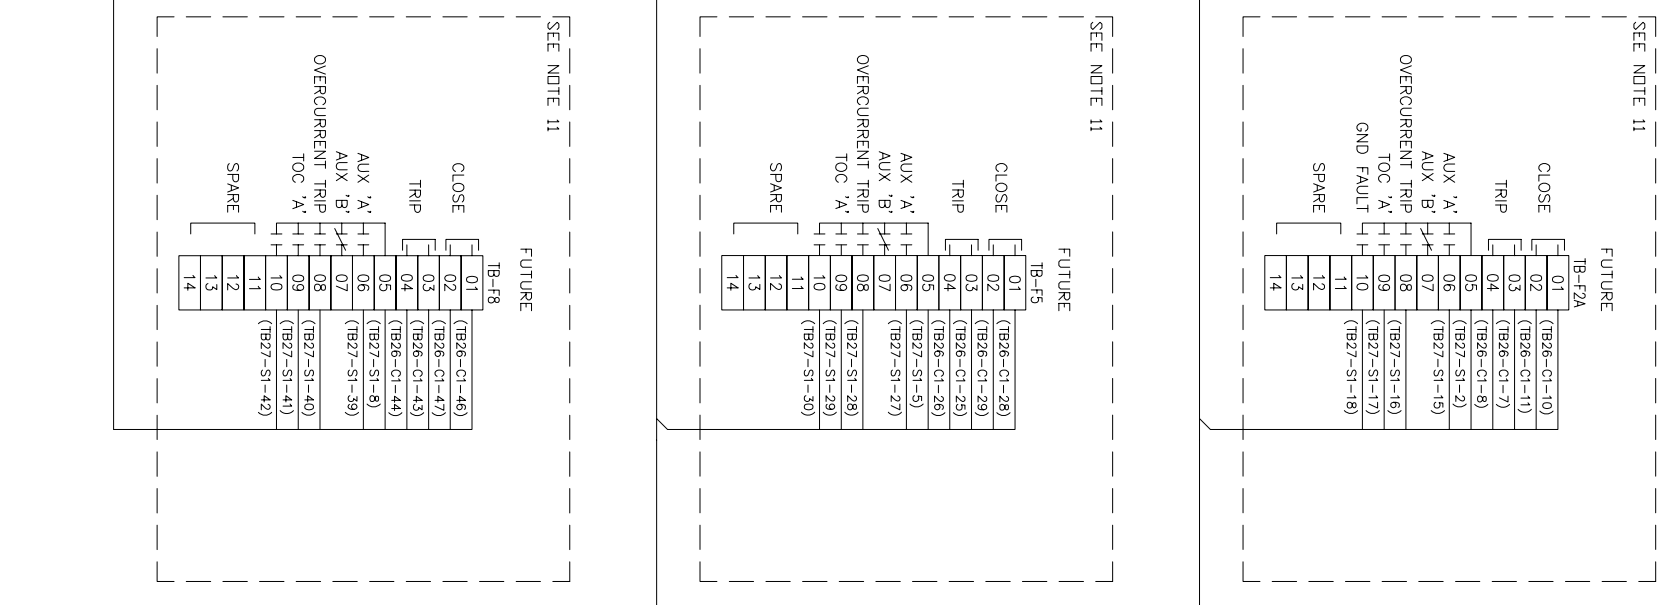 SEE NOTE 11
FUTURE
TB-F8
CLOSE
TRIP
AUX 'A'
AUX 'B'
OVERCURRENT TRIP
TOC 'A'
SPARE
01
02
03
04
05
06
07
08
09
10
11
12
13
14
(TB26-C1-46)
(TB26-C1-47)
(TB26-C1-43)
(TB26-C1-44)
(TB27-S1-8)
(TB27-S1-39)
(TB27-S1-40)
(TB27-S1-41)
(TB27-S1-42)
SEE NOTE 11
FUTURE
TB-F5
CLOSE
TRIP
AUX 'A'
AUX 'B'
OVERCURRENT TRIP
TOC 'A'
SPARE
01
02
03
04
05
06
07
08
09
10
11
12
13
14
(TB26-C1-28)
(TB26-C1-29)
(TB26-C1-25)
(TB26-C1-26)
(TB27-S1-5)
(TB27-S1-27)
(TB27-S1-28)
(TB27-S1-29)
(TB27-S1-30)
SEE NOTE 11
FUTURE
TB-F2A
CLOSE
TRIP
AUX 'A'
AUX 'B'
OVERCURRENT TRIP
TOC 'A'
GND FAULT
SPARE
01
02
03
04
05
06
07
08
09
10
11
12
13
14
(TB26-C1-10)
(TB26-C1-11)
(TB26-C1-7)
(TB26-C1-8)
(TB27-S1-2)
(TB27-S1-15)
(TB27-S1-16)
(TB27-S1-17)
(TB27-S1-18)